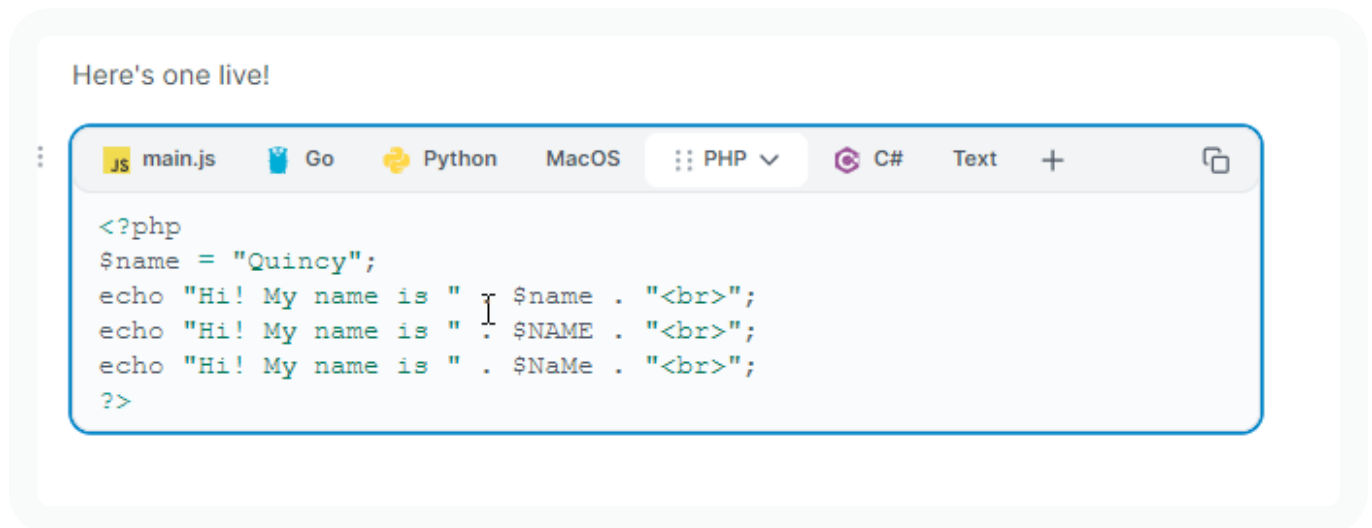 Here's one live!
JS main.js Go Python MacOS PHP C# Text
<?php
$name = "Quincy";
echo "Hi! My name is " . $name . "<br>";
echo "Hi! My name is " . $NAME . "<br>";
echo "Hi! My name is " . $NaMe . "<br>";
?>